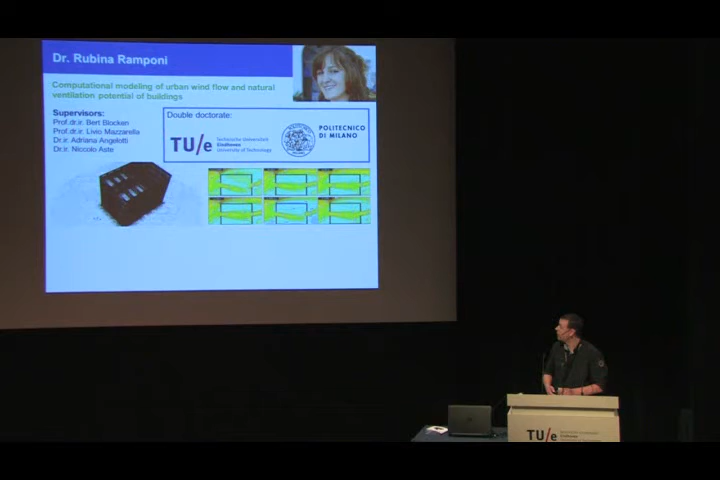 Dr. Rubina Ramponi
Computational modeling of urban wind flow and natural
ventilation potential of buildings
Supervisors:
Prof.dr.ir. Bert Blocken
Prof.dr.ir. Livio Mazzarella
Dr.ir. Adriana Angelotti
Dr.ir. Niccolo Aste
Double doctorate:
TU/e
Technische Universiteit
Eindhoven
University of Technology
POLITECNICO
DI MILANO
TU/e